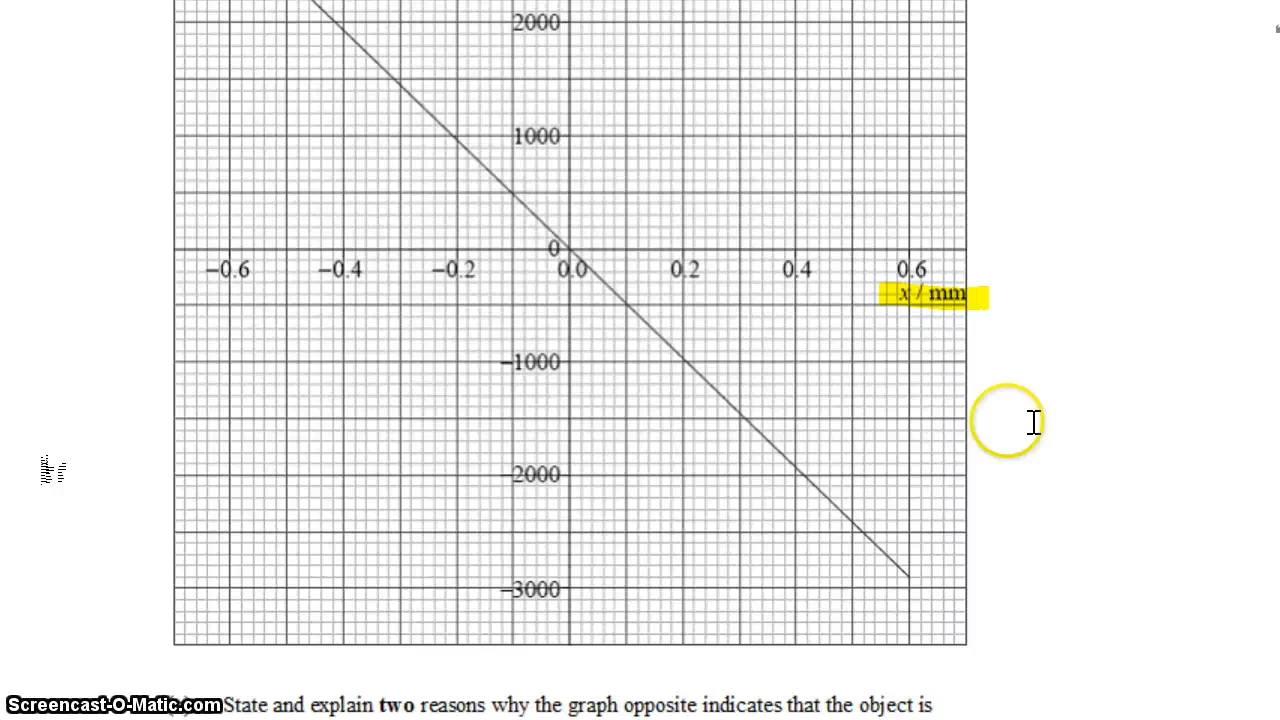 2000
1000
0
−0.6 −0.4 −0.2 0.0 0.2 0.4 0.6
x / mm
−1000
−2000
−3000
State and explain two reasons why the graph opposite indicates that the object is
Screencast-O-Matic.com